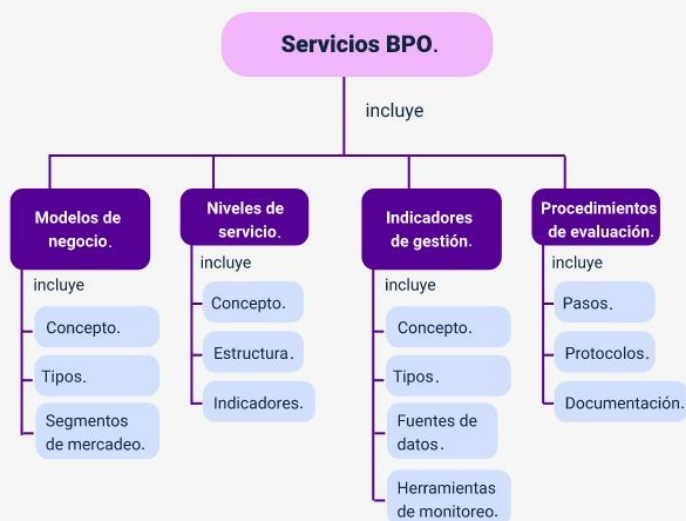 Servicios BPO.
incluye
Modelos de
negocio.
incluye
Concepto.
Tipos.
Segmentos
de mercadeo.
Niveles de
servicio.
incluye
Concepto.
Estructura.
Indicadores.
Indicadores
de gestión.
incluye
Concepto.
Tipos.
Fuentes de
datos.
Herramientas
de monitoreo.
Procedimientos
de evaluación.
incluye
Pasos.
Protocolos.
Documentación.